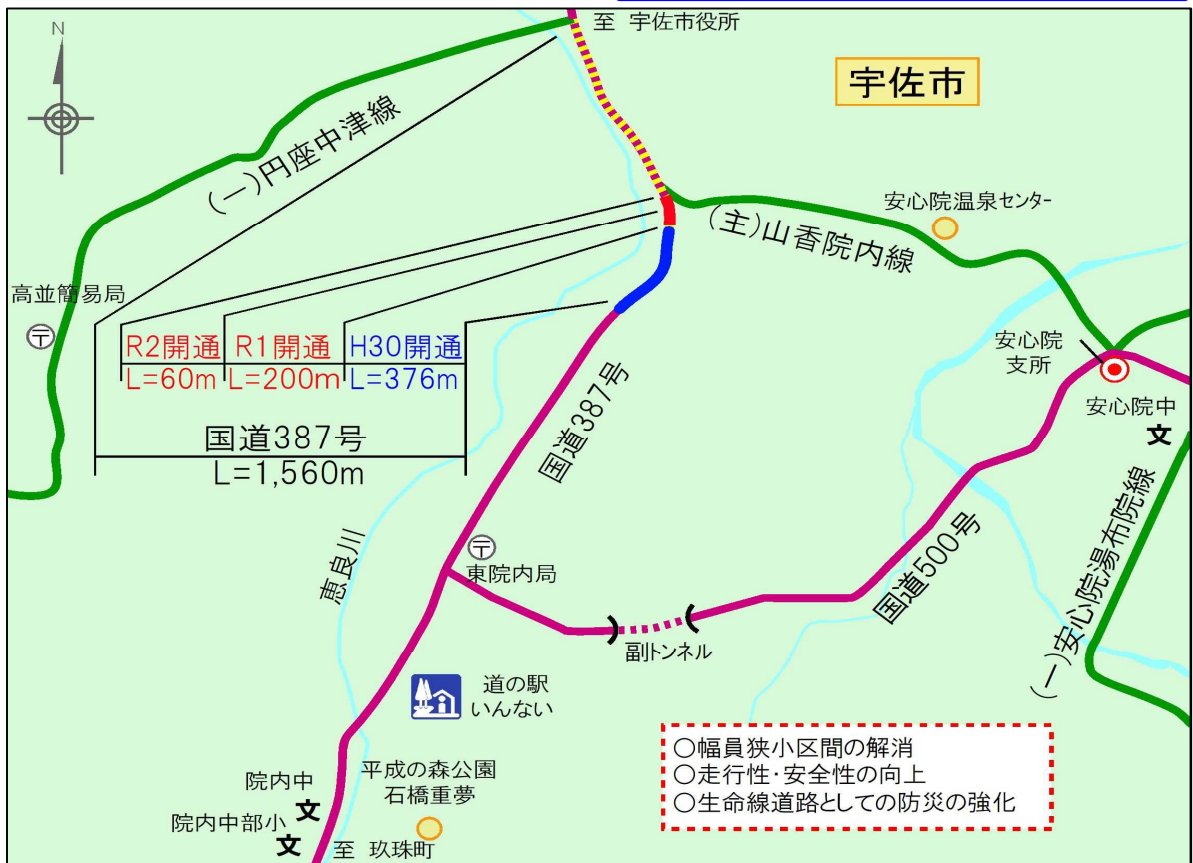 至 宇佐市役所
N
宇佐市
(一)円座中津線
安心院温泉センター
(主)山香院内線
高並簡易局
〒
R2開通 R1開通 H30開通
L=60m L=200m L=376m
国道387号
L=1,560m
国道387号
安心院
支所
安心院中
文
恵良川
〒
東院内局
国道500号
(一)安心院湯布院線
副トンネル
道の駅
いんない
○幅員狭小区間の解消
○走行性・安全性の向上
○生命線道路としての防災の強化
院内中
文
平成の森公園
石橋重夢
院内中部小
文
至 玖珠町